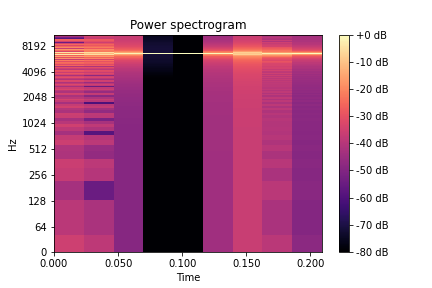 Power spectrogram
Hz
8192
4096
2048
1024
512
256
128
64
0
0.000 0.050 0.100 0.150 0.200
Time
+0 dB
-10 dB
-20 dB
-30 dB
-40 dB
-50 dB
-60 dB
-70 dB
-80 dB